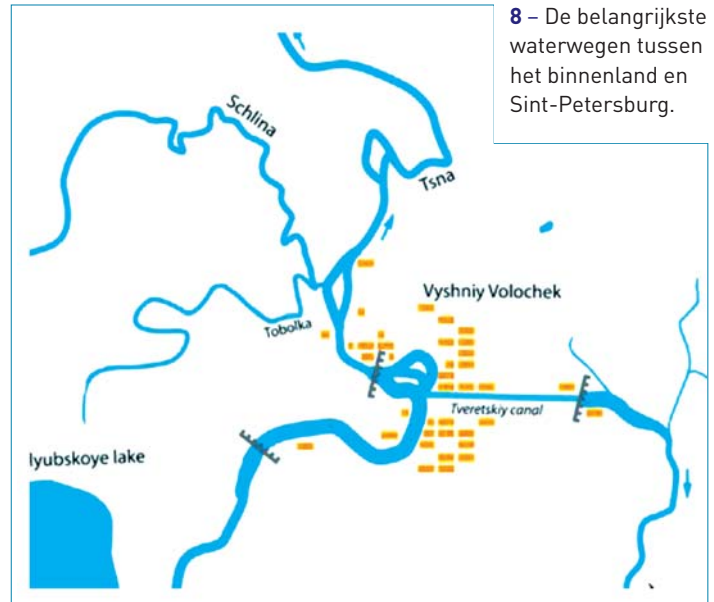 8 – De belangrijkste
waterwegen tussen
het binnenland en
Sint-Petersburg.
Schlina
Tsna
Vyshniy Volochek
Tobolka
Tveretskiy canal
lyubskoye lake